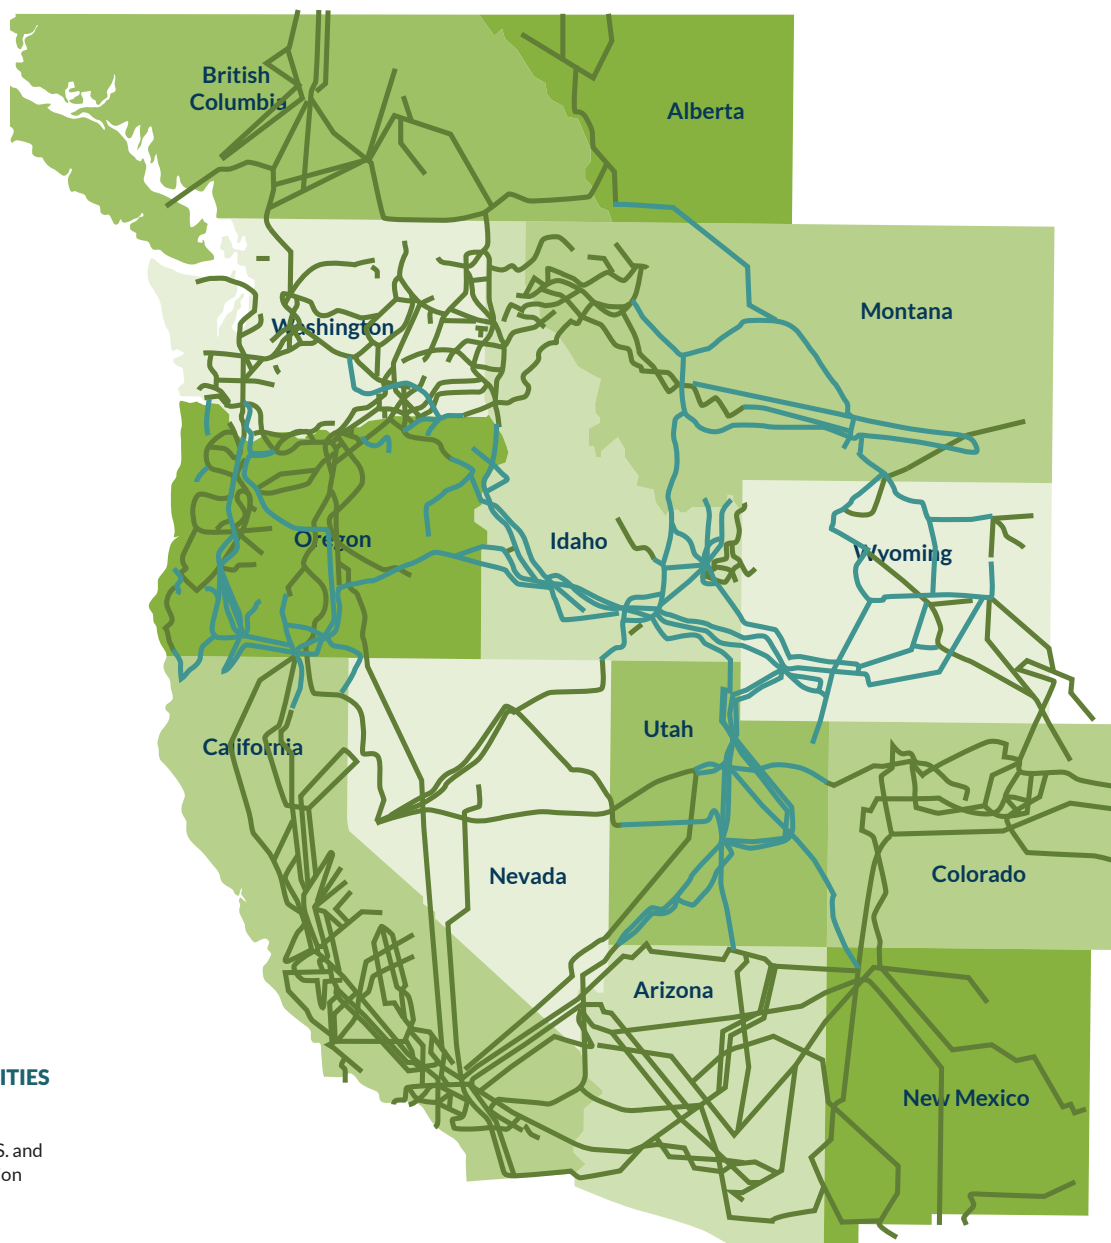 British
Columbia
Alberta
Montana
Washington
Oregon
Idaho
Wyoming
Utah
California
Nevada
Colorado
Arizona
New Mexico
ITIES
S. and
on